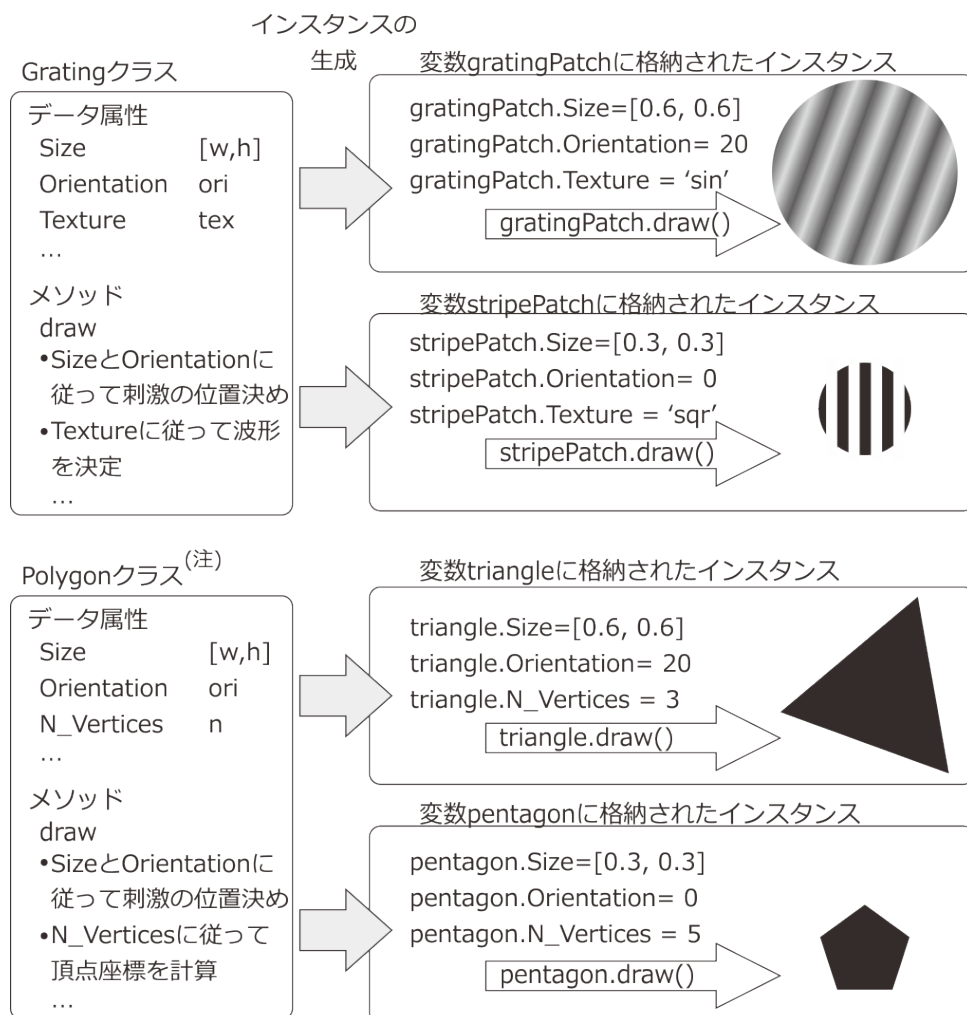 インスタンスの
生成
Gratingクラス
データ属性
Size [w,h]
Orientation ori
Texture tex
…
メソッド
draw
•SizeとOrientationに
従って刺激の位置決め
•Textureに従って波形
を決定
…
変数gratingPatchに格納されたインスタンス
gratingPatch.Size=[0.6, 0.6]
gratingPatch.Orientation= 20
gratingPatch.Texture = ‘sin’
gratingPatch.draw()
変数stripePatchに格納されたインスタンス
stripePatch.Size=[0.3, 0.3]
stripePatch.Orientation= 0
stripePatch.Texture = ‘sqr’
stripePatch.draw()
Polygonクラス(注)
データ属性
Size [w,h]
Orientation ori
N_Vertices n
…
メソッド
draw
•SizeとOrientationに
従って刺激の位置決め
•N_Verticesに従って
頂点座標を計算
…
変数triangleに格納されたインスタンス
triangle.Size=[0.6, 0.6]
triangle.Orientation= 20
triangle.N_Vertices = 3
triangle.draw()
変数pentagonに格納されたインスタンス
pentagon.Size=[0.3, 0.3]
pentagon.Orientation= 0
pentagon.N_Vertices = 5
pentagon.draw()